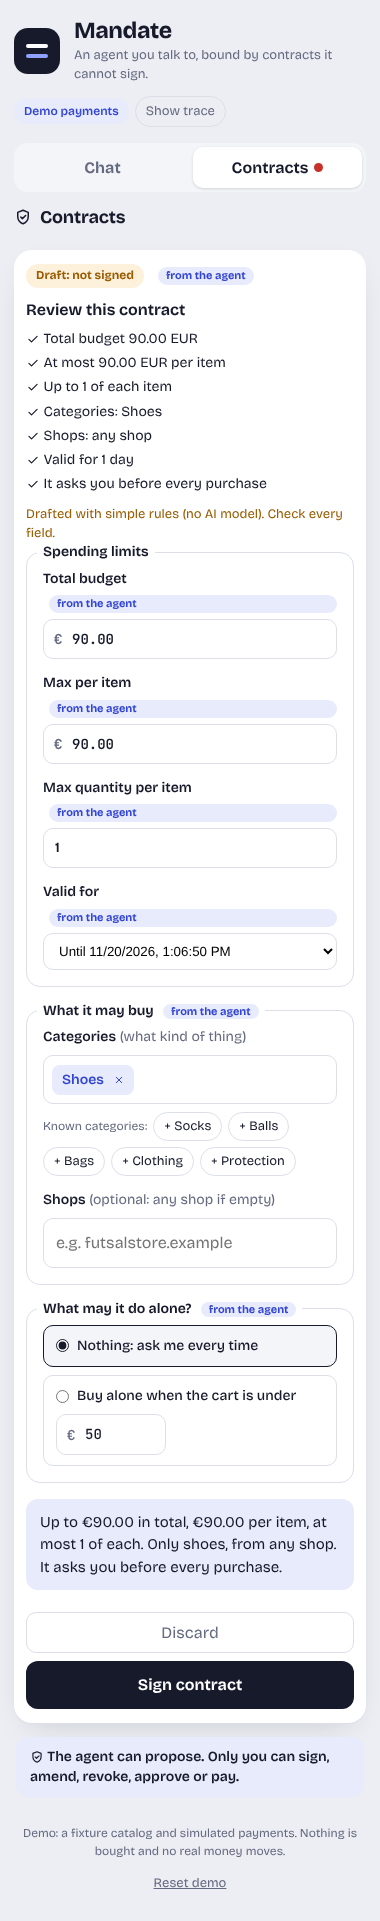 Mandate
An agent you talk to, bound by contracts it
cannot sign.
Demo payments
Show trace
Chat
Contracts
Contracts
Draft: not signed
from the agent
Review this contract
Total budget 90.00 EUR
At most 90.00 EUR per item
Up to 1 of each item
Categories: Shoes
Shops: any shop
Valid for 1 day
It asks you before every purchase
Drafted with simple rules (no AI model). Check every
field.
Spending limits
Total budget
from the agent
€ 90.00
Max per item
from the agent
€ 90.00
Max quantity per item
from the agent
1
Valid for
from the agent
Until 11/20/2026, 1:06:50 PM
What it may buy from the agent
Categories (what kind of thing)
Shoes ×
Known categories: + Socks + Balls
+ Bags + Clothing + Protection
Shops (optional: any shop if empty)
e.g. futsalstore.example
What may it do alone? from the agent
Nothing: ask me every time
Buy alone when the cart is under
€ 50
Up to €90.00 in total, €90.00 per item, at
most 1 of each. Only shoes, from any shop.
It asks you before every purchase.
Discard
Sign contract
The agent can propose. Only you can sign,
amend, revoke, approve or pay.
Demo: a fixture catalog and simulated payments. Nothing is
bought and no real money moves.
Reset demo